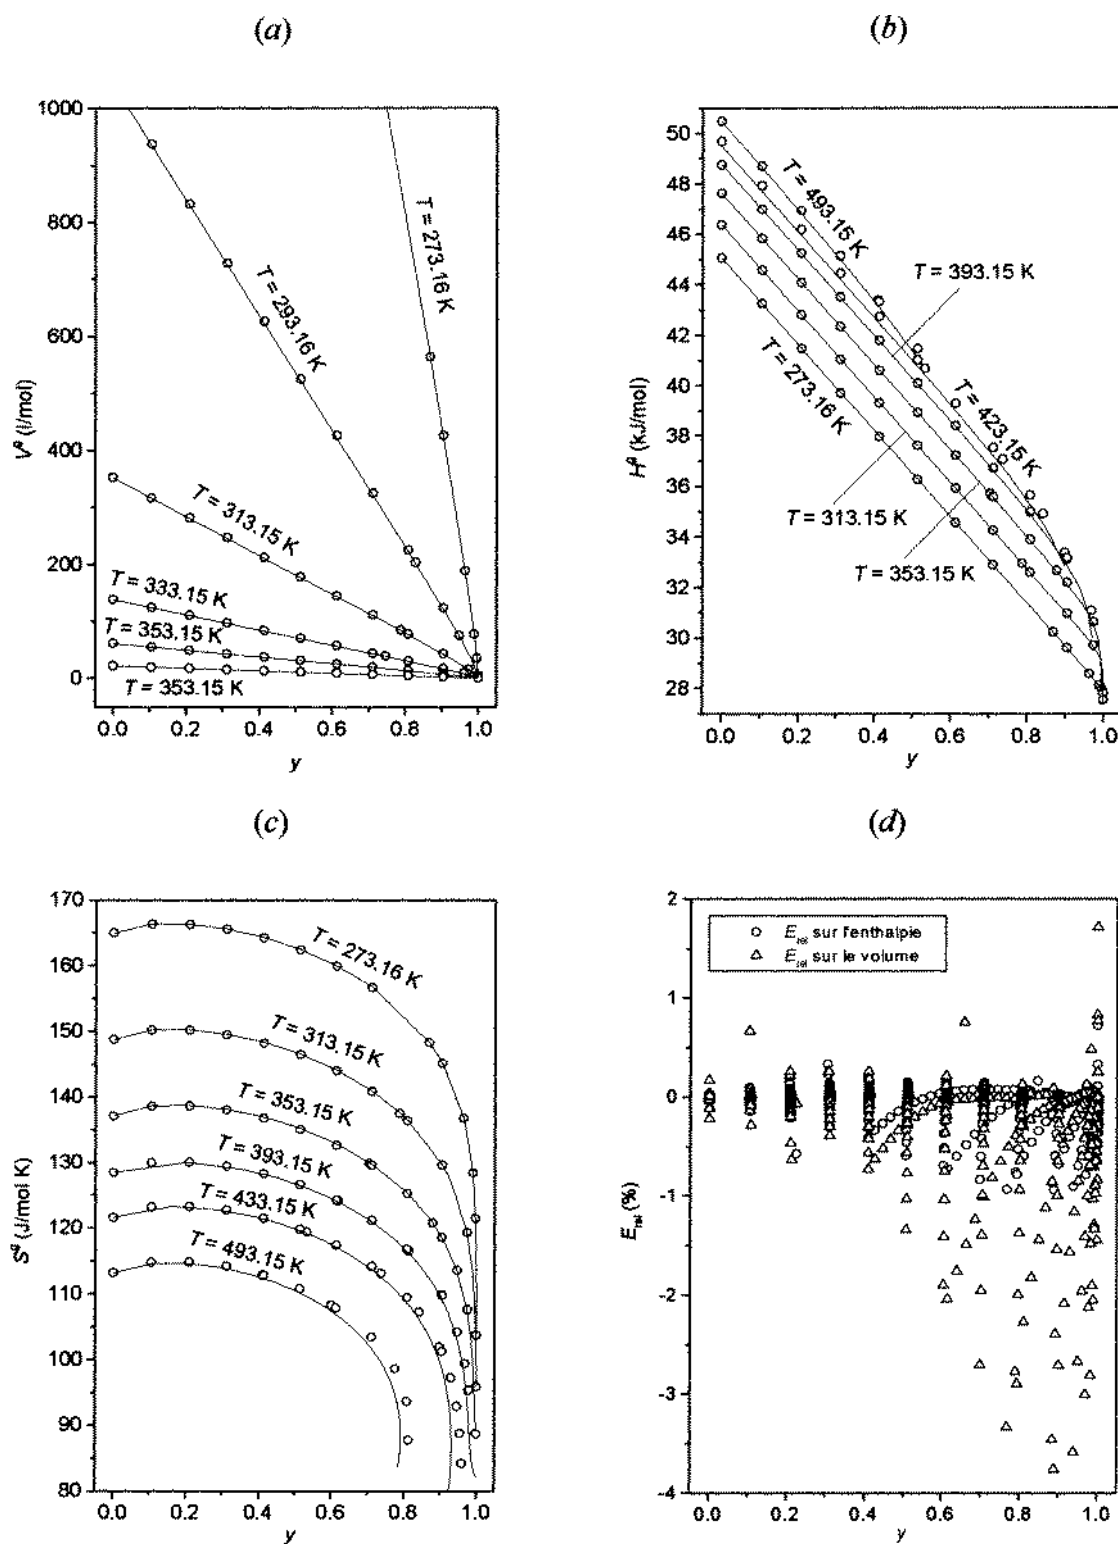 (a)
1000
800
600
400
200
0
V^g (l/mol)
T = 273.16 K
T = 293.16 K
T = 313.15 K
T = 333.15 K
T = 353.15 K
T = 353.15 K
0.0 0.2 0.4 0.6 0.8 1.0
y
(b)
50
48
46
44
42
40
38
36
34
32
30
28
H^g (kJ/mol)
T = 493.15 K
T = 393.15 K
T = 273.16 K
T = 423.15 K
T = 313.15 K
T = 353.15 K
0.0 0.2 0.4 0.6 0.8 1.0
y
(c)
170
160
150
140
130
120
110
100
90
80
S^g (J/mol K)
T = 273.16 K
T = 313.15 K
T = 353.15 K
T = 393.15 K
T = 433.15 K
T = 493.15 K
0.0 0.2 0.4 0.6 0.8 1.0
y
(d)
2
1
0
-1
-2
-3
-4
E_rel (%)
E_rel sur l'enthalpie
E_rel sur le volume
0.0 0.2 0.4 0.6 0.8 1.0
y